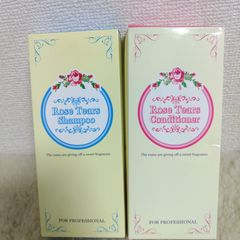 Rose Tears
Shampoo
The roses are giving off a sweet fragrance.
FOR PROFESSIONAL
Rose Tears
Conditioner
The roses are giving off a sweet fragrance.
FOR PROFESSIONAL